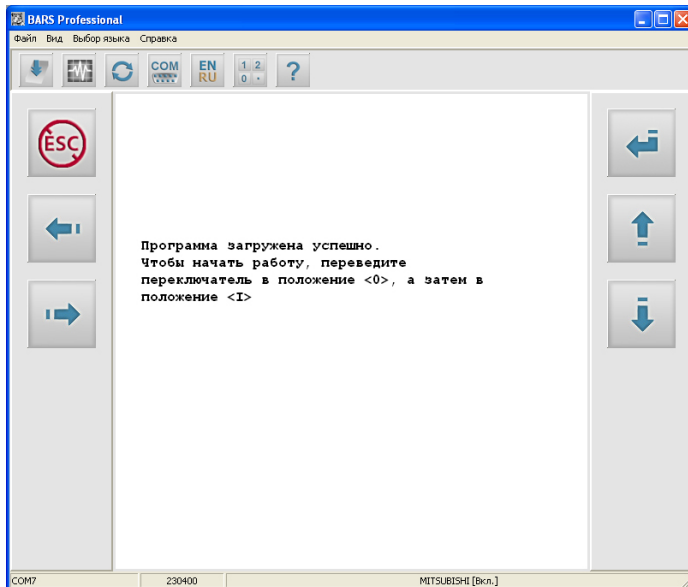 BARS Professional
Файл Вид Выбор языка Справка
COM EN RU 1 2 0 • ?
ESC
Программа загружена успешно.
Чтобы начать работу, переведите
переключатель в положение <0>, а затем в
положение <I>
COM7 230400 MITSUBISHI [Вкл.]